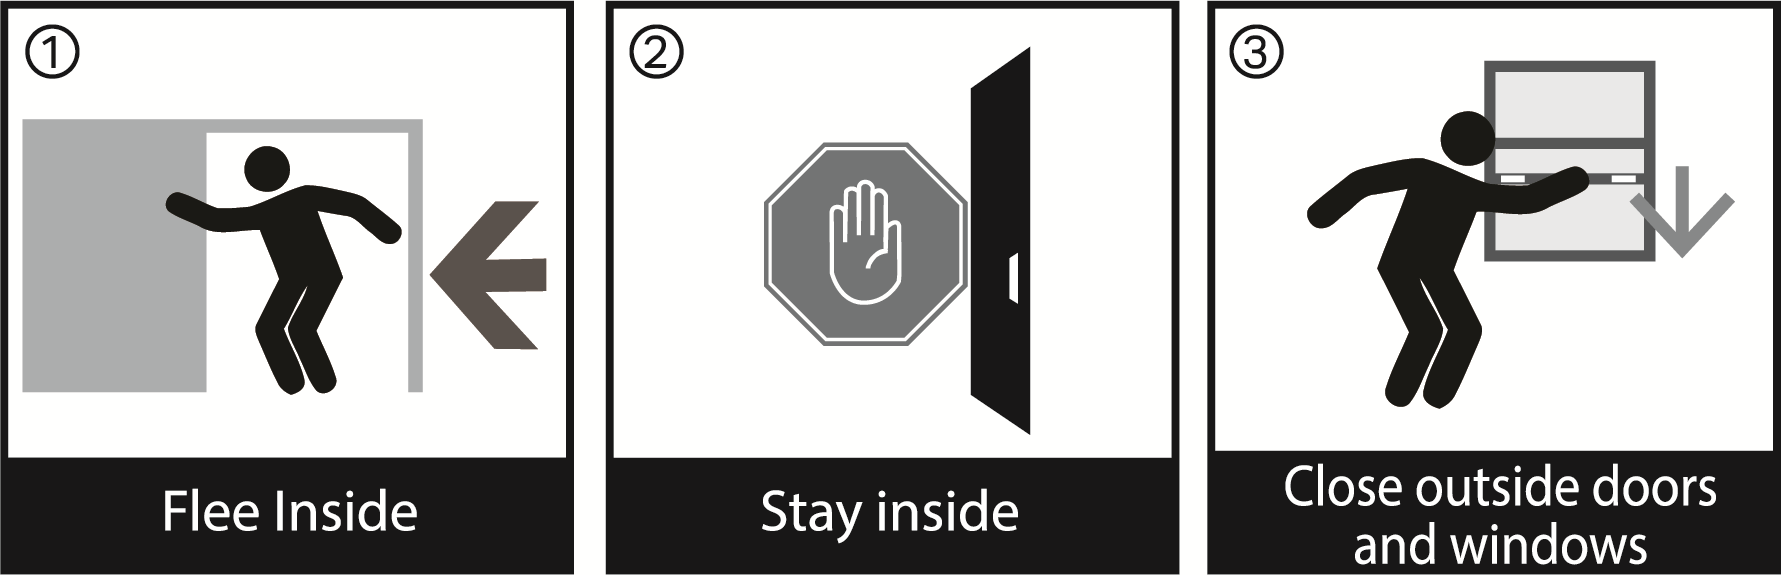 ①
Flee Inside
②
Stay inside
③
Close outside doors
and windows